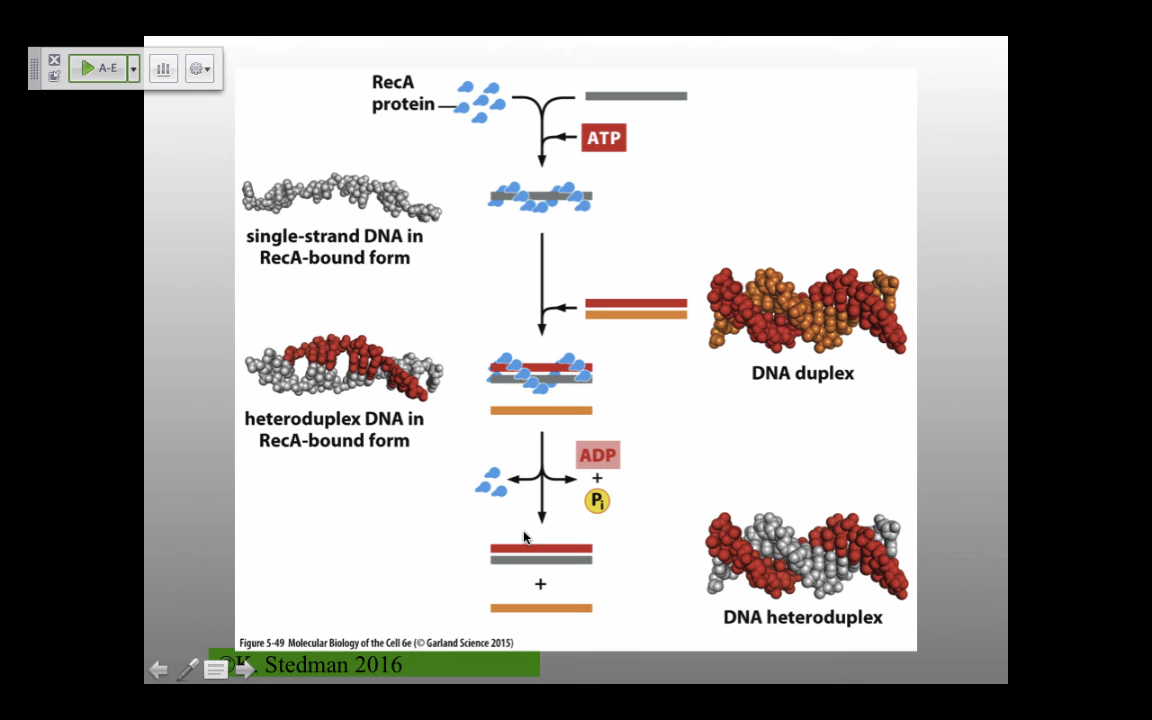 A-E
RecA
protein
ATP
single-strand DNA in
RecA-bound form
DNA duplex
heteroduplex DNA in
RecA-bound form
ADP
+
Pi
+
DNA heteroduplex
Figure 5-49 Molecular Biology of the Cell 6e (© Garland Science 2015)
©K. Stedman 2016